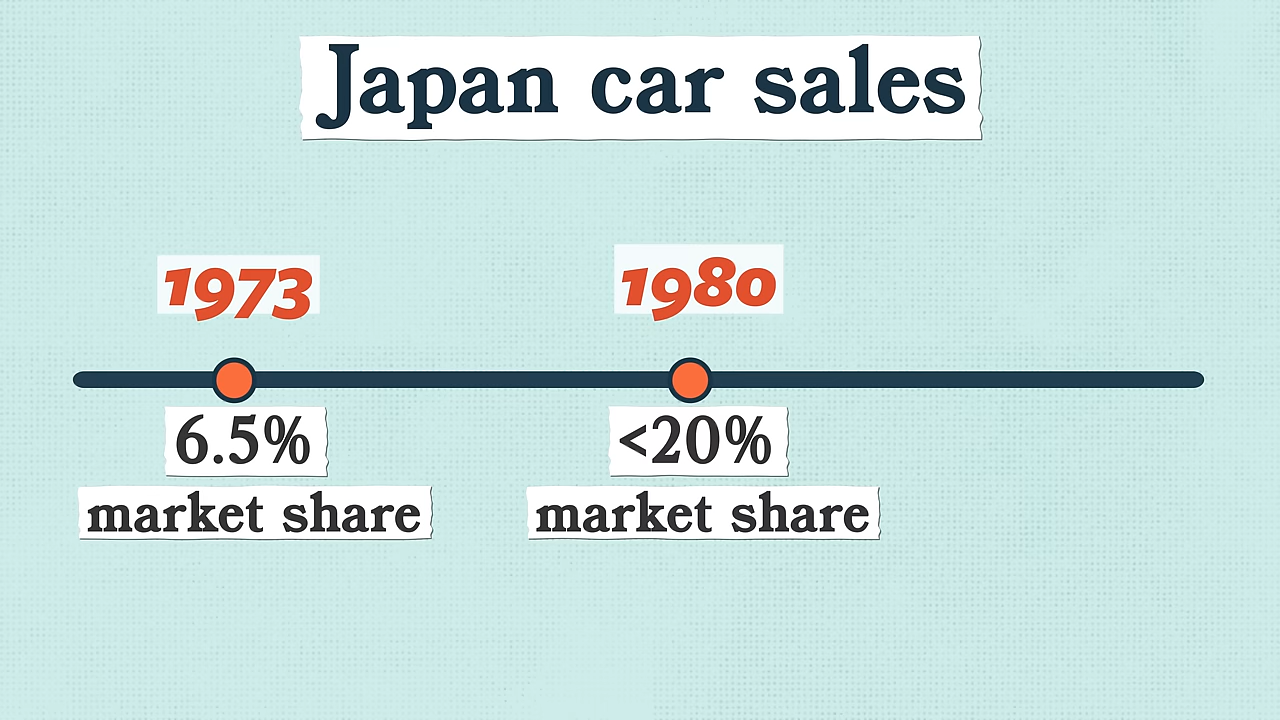 Japan car sales
1973
1980
6.5%
<20%
market share
market share